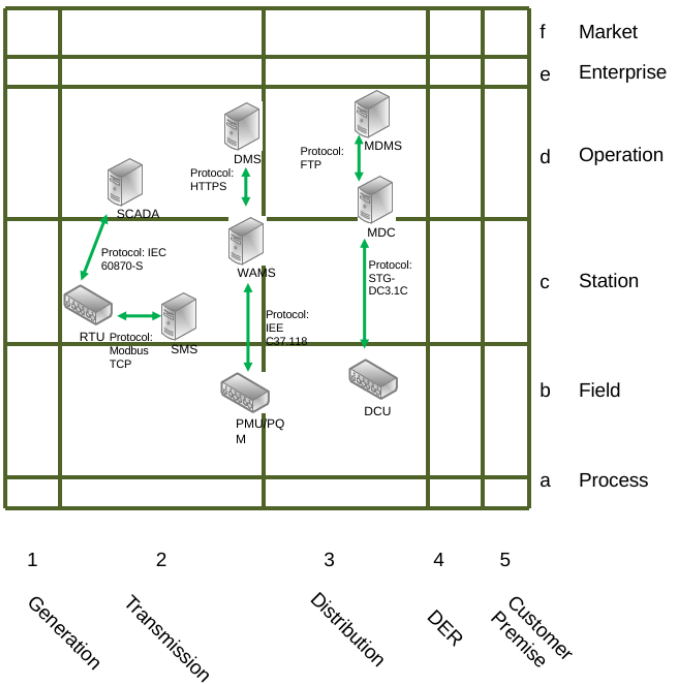 f Market
e Enterprise
MDMS
DMS
Protocol:
FTP
d Operation
Protocol:
HTTPS
SCADA
MDC
Protocol: IEC
60870-S
WAMS
Protocol:
STG-
DC3.1C
c Station
Protocol:
IEE
C37.118
RTU
Protocol:
Modbus
TCP
SMS
b Field
DCU
PMU/PQ
M
a Process
1 2 3 4 5
Generation
Transmission
Distribution
DER
Customer
Premise